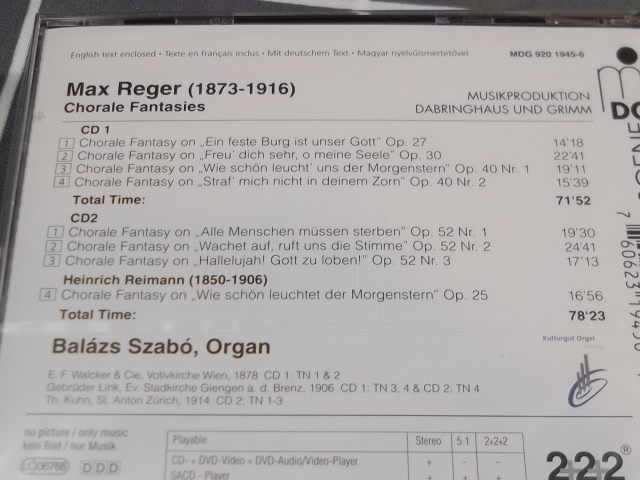 English text enclosed • Texte en français inclus • Mit deutschem Text • Magyar nyelvűismertetővel
MDG 920 1945-6
Max Reger (1873-1916)
Chorale Fantasies
MUSIKPRODUKTION
DABRINGHAUS UND GRIMM
CD 1
1 Chorale Fantasy on „Ein feste Burg ist unser Gott" Op. 27 14'18
2 Chorale Fantasy on „Freu' dich sehr, o meine Seele" Op. 30 22'41
3 Chorale Fantasy on „Wie schön leucht' uns der Morgenstern" Op. 40 Nr. 1 19'11
4 Chorale Fantasy on „Straf' mich nicht in deinem Zorn" Op. 40 Nr. 2 15'39
Total Time: 71'52
CD2
1 Chorale Fantasy on „Alle Menschen müssen sterben" Op. 52 Nr. 1 19'30
2 Chorale Fantasy on „Wachet auf, ruft uns die Stimme" Op. 52 Nr. 2 24'41
3 Chorale Fantasy on „Hallelujah! Gott zu loben!" Op. 52 Nr. 3 17'13
Heinrich Reimann (1850-1906)
4 Chorale Fantasy on „Wie schön leuchtet der Morgenstern" Op. 25 16'56
Total Time: 78'23
Balázs Szabó, Organ
Kulturgut Orgel
E. F. Walcker & Cie, Votivkirche Wien, 1878 CD 1: TN 1 & 2
Gebrüder Link, Ev. Stadtkirche Giengen a. d. Brenz, 1906 CD 1: TN 3, 4 & CD 2: TN 4
Th. Kuhn, St. Anton Zürich, 1914 CD 2: TN 1-3
no picture / only music
kein Bild / nur Musik
LC 06768 DDD
Playable Stereo 5.1 2+2+2
CD- + DVD-Video + DVD-Audio/Video-Player + - -
SACD - Player
2+2+2